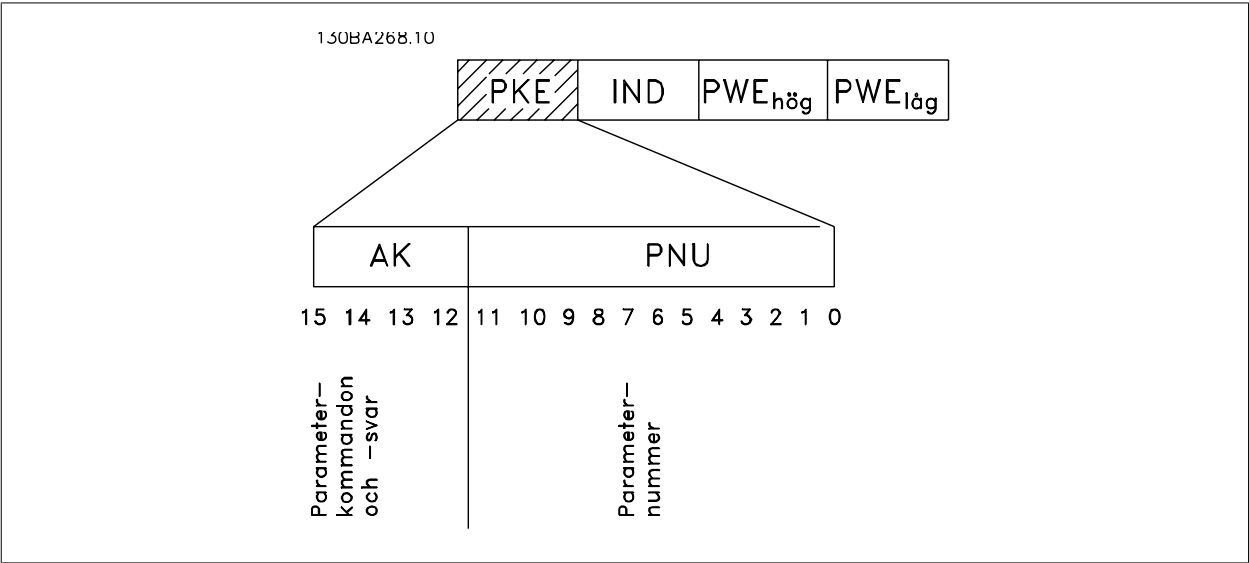 130BA268.10
PKE IND PWEhög PWElåg
AK PNU
15 14 13 12 11 10 9 8 7 6 5 4 3 2 1 0
Parameter–
kommandon
och –svar
Parameter–
nummer